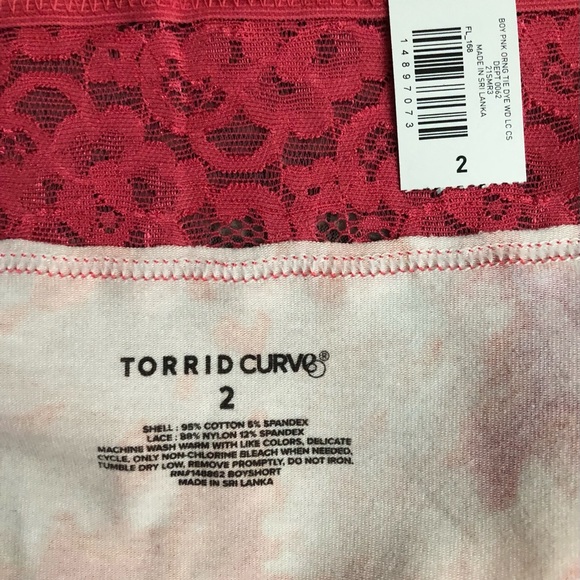 BOY PNK ORNG TIE DYE WD LC CS
DEPT 0062
21SMR3
MADE IN SRI LANKA
FL_168
14897073
2
TORRID CURVE®
2
SHELL : 95% COTTON 5% SPANDEX
LACE : 88% NYLON 12% SPANDEX
MACHINE WASH WARM WITH LIKE COLORS, DELICATE
CYCLE, ONLY NON-CHLORINE BLEACH WHEN NEEDED.
TUMBLE DRY LOW, REMOVE PROMPTLY, DO NOT IRON.
RN#148862 BOYSHORT
MADE IN SRI LANKA